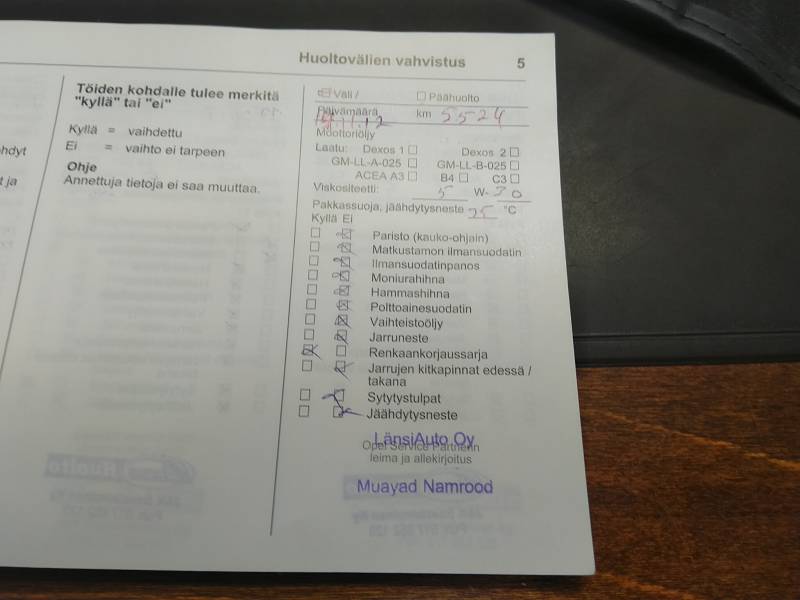 Huoltovälien vahvistus 5
Töiden kohdalle tulee merkitä
"kyllä" tai "ei"
Kyllä = vaihdettu
Ei = vaihto ei tarpeen
Ohje
Annettuja tietoja ei saa muuttaa.
Väli / Päähuolto
Päivämäärä km 5524
Moottoriöljy
Laatu: Dexos 1 Dexos 2
GM-LL-A-025 GM-LL-B-025
ACEA A3 B4 C3
Viskositeetti: 5 W- 30
Pakkassuoja, jäähdytysneste °C
Kyllä Ei
Paristo (kauko-ohjain)
Matkustamon ilmansuodatin
Ilmansuodatinpanos
Moniurahihna
Hammashihna
Polttoainesuodatin
Vaihteistoöljy
Jarruneste
Renkaankorjaussarja
Jarrujen kitkapinnat edessä /
takana
Sytytystulpat
Jäähdytysneste
LänsiAuto Oy
Opel Service Partnerin
leima ja allekirjoitus
Muayad Namrood